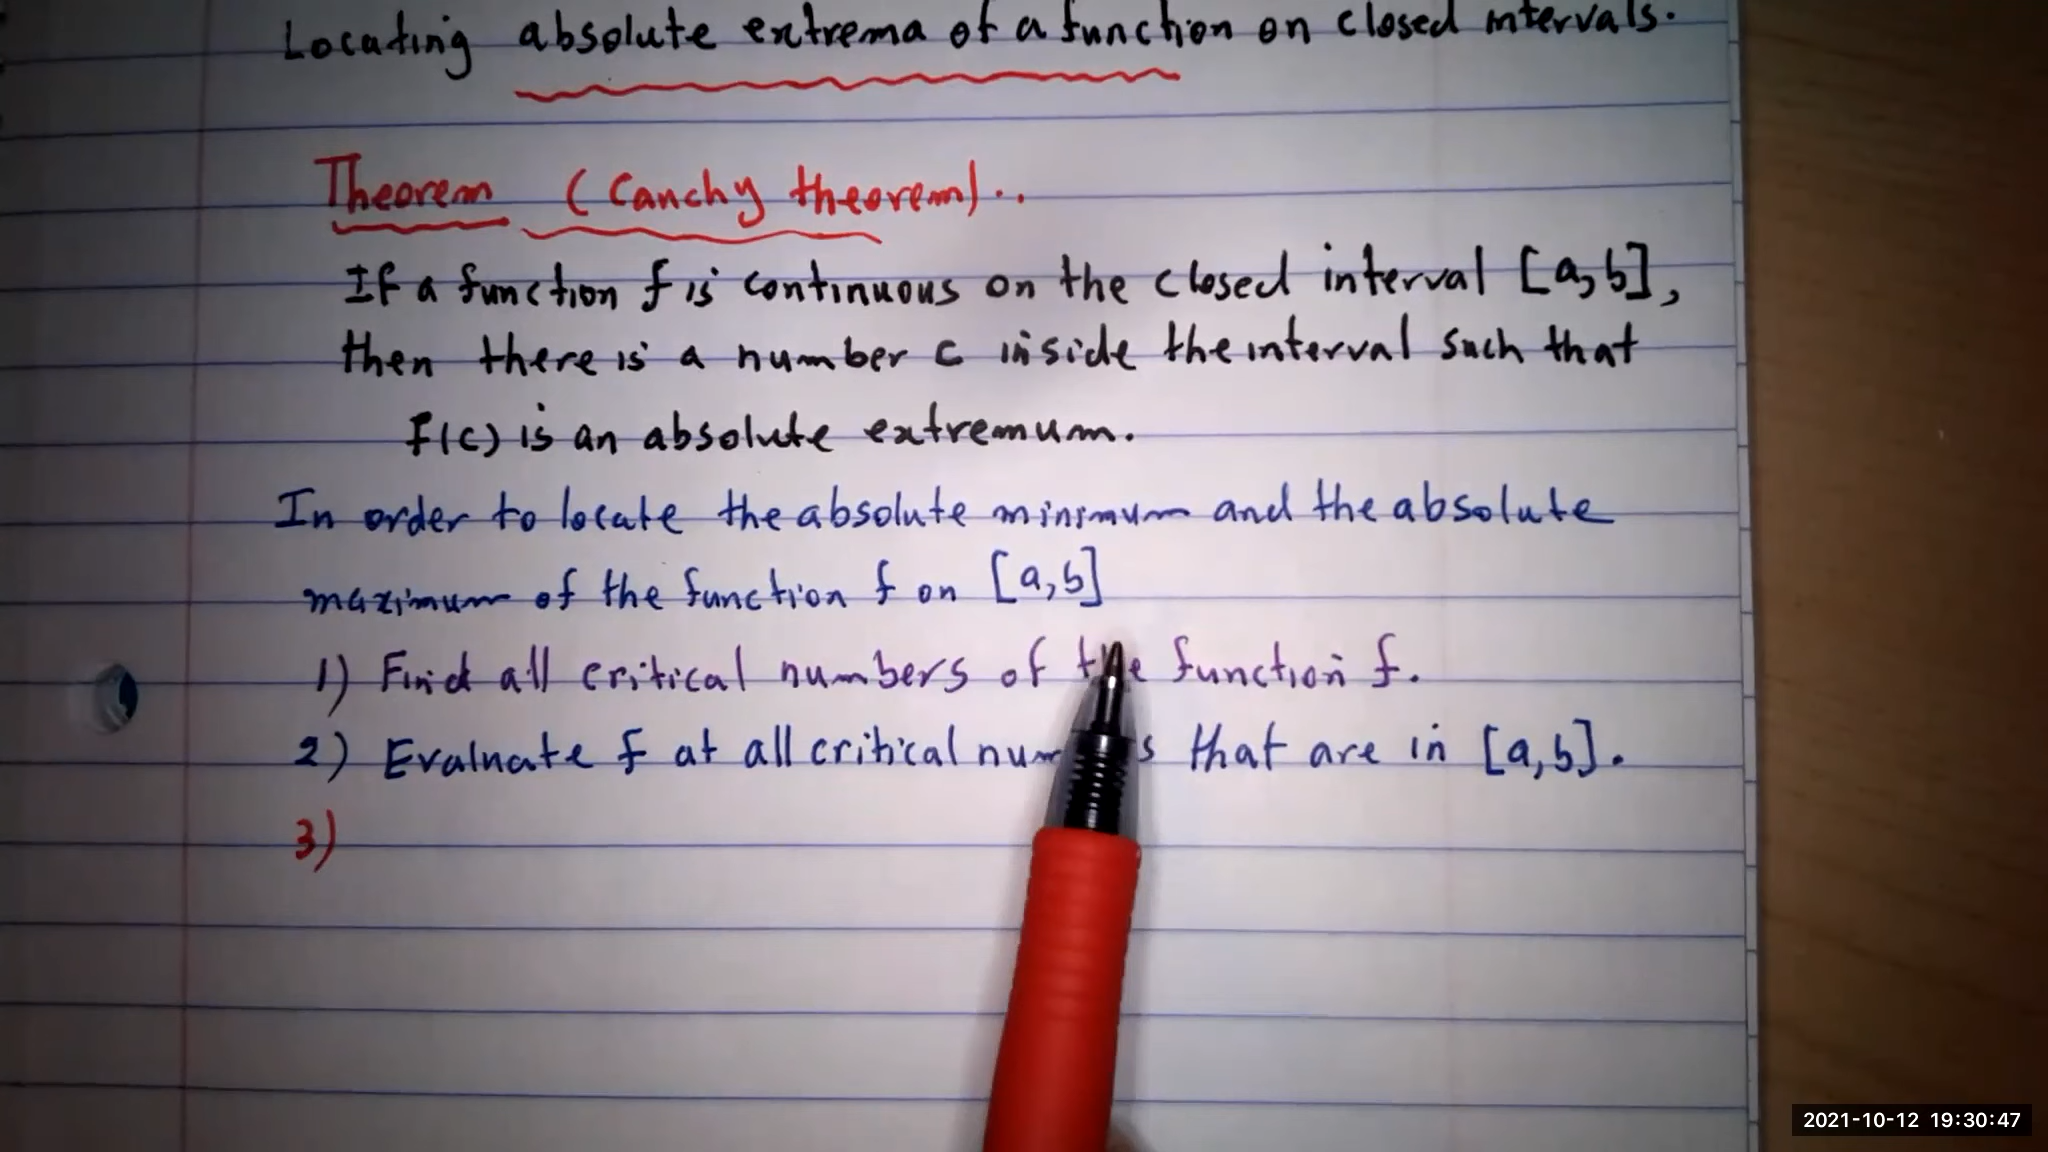 Locating absolute extrema of a function on closed intervals.
Theorem (Canchy theorem)..
If a function f is continuous on the closed interval [a,b],
then there is a number c inside the interval such that
f(c) is an absolute extremum.
In order to locate the absolute minimum and the absolute
maximum of the function f on [a,b]
1) Find all critical numbers of the function f.
2) Evaluate f at all critical that are in [a,b].
3)
2021-10-12 19:30:47